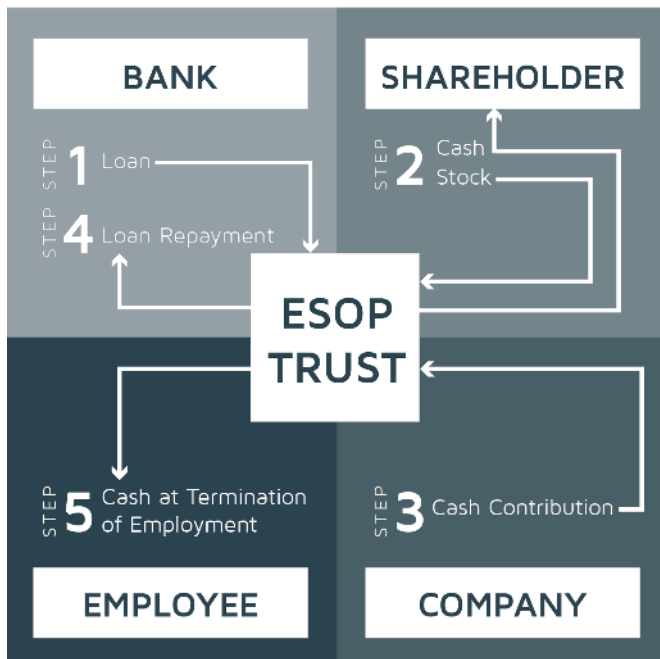 BANK
STEP 1 Loan
STEP 4 Loan Repayment
SHAREHOLDER
STEP 2 Cash
Stock
ESOP
TRUST
STEP 5 Cash at Termination
of Employment
EMPLOYEE
STEP 3 Cash Contribution
COMPANY